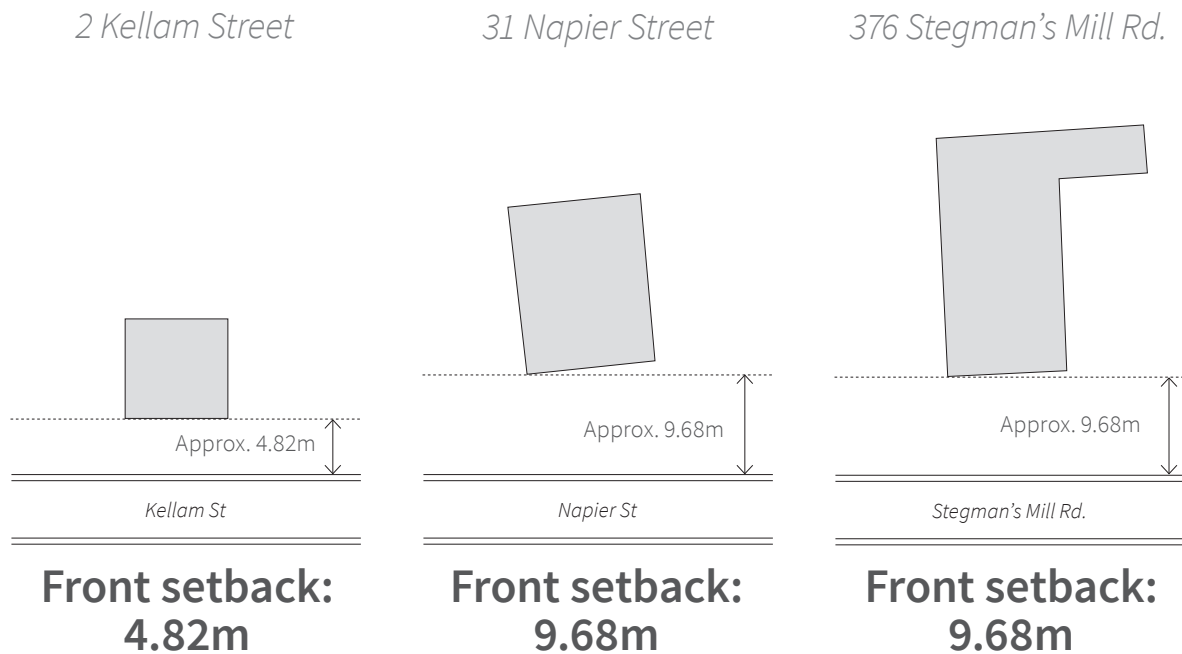 2 Kellam Street
31 Napier Street
376 Stegman’s Mill Rd.
Approx. 4.82m
Approx. 9.68m
Approx. 9.68m
Kellam St
Napier St
Stegman’s Mill Rd.
Front setback:
4.82m
Front setback:
9.68m
Front setback:
9.68m